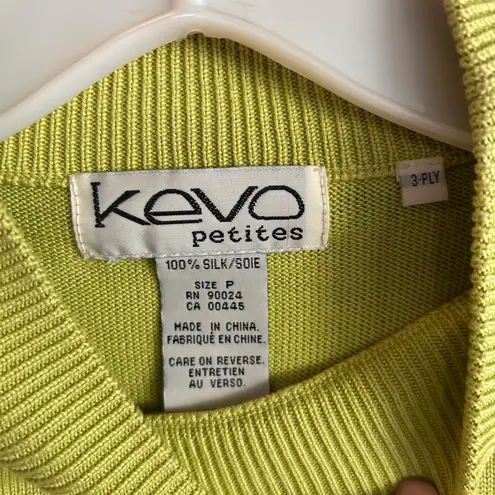 Kevo
petites
3-PLY
100% SILK/SOIE
SIZE P
RN 90024
CA 00445
MADE IN CHINA.
FABRIQUÉ EN CHINE.
CARE ON REVERSE.
ENTRETIEN
AU VERSO.